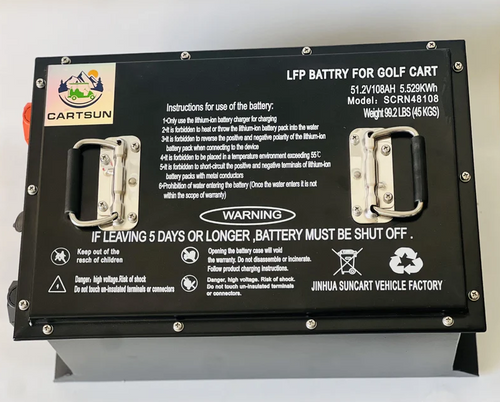 CARTSUN
LFP BATTRY FOR GOLF CART
51.2V108AH 5.529KWh
Model: SCRN48108
Weight 99.2 LBS (45 KGS)
Instructions for use of the battery:
1-Only use the lithium-ion battery charger for charging
2-It is forbidden to heat or throw the lithium-ion battery pack into the water
3-It is forbidden to reverse the positive and negative polarity of the lithium-ion
battery pack when connecting to the device
4-It is forbidden to be placed in a temperature environment exceeding 55℃
5-It is forbidden to short-circuit the positive and negative terminals of lithium-ion
battery packs with metal conductors
6-Prohibition of water entering the battery (Once the water enters it is not
within the scope of warranty)
WARNING
IF LEAVING 5 DAYS OR LONGER ,BATTERY MUST BE SHUT OFF .
Keep out of the
reach of children
Opening the battery case will void
the warranty. Do not disassemble or incinerate.
Follow product charging instructions.
Danger, high voltage.Risk of shock.
Do not touch un-insulated terminals or connectors
Danger, high voltage. Risk of shock.
Do not touch un-insulated terminals
or connectors
JINHUA SUNCART VEHICLE FACTORY